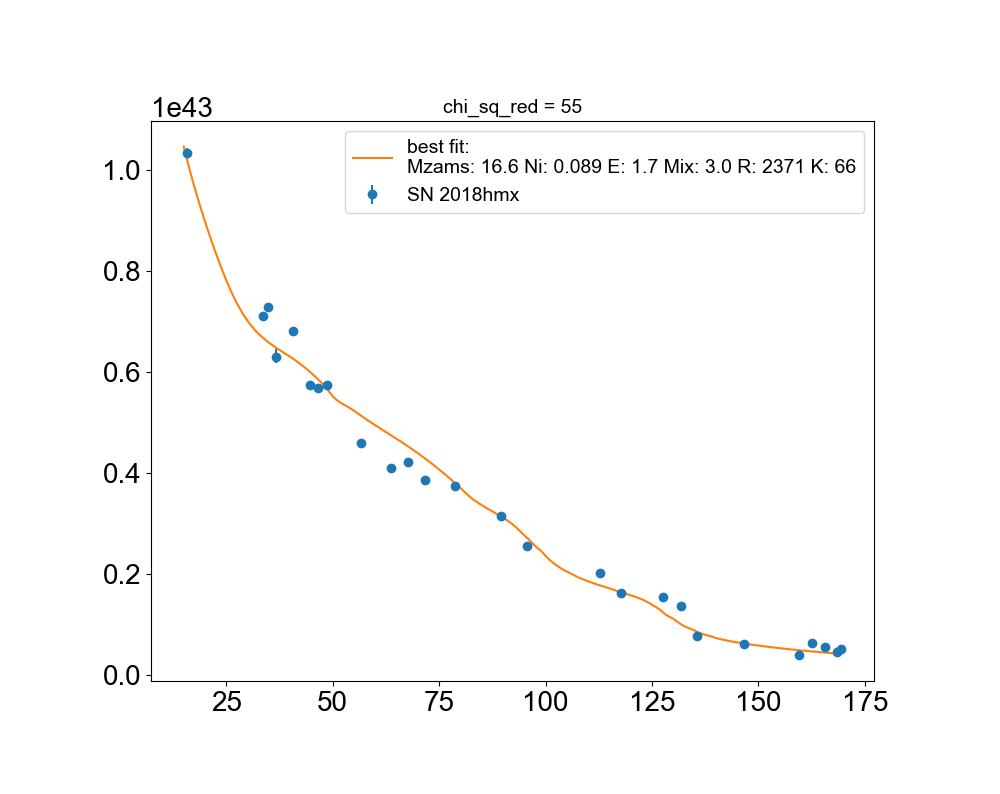 chi_sq_red = 55
1e43
best fit:
Mzams: 16.6 Ni: 0.089 E: 1.7 Mix: 3.0 R: 2371 K: 66
SN 2018hmx
1.0
0.8
0.6
0.4
0.2
0.0
25 50 75 100 125 150 175